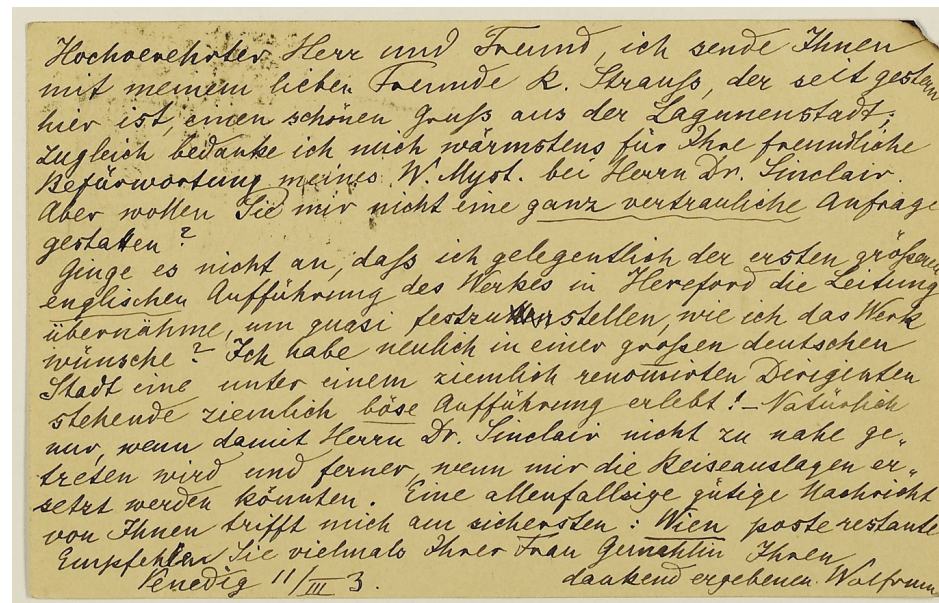 Hochverehrter Herr und Freund, ich sende Ihnen
mit meinem lieben Freunde R. Strauß, der seit gestern
hier ist, einen schönen Gruß aus der Lagunenstadt;
zugleich bedanke ich mich wärmstens für Ihre freundliche
Befürwortung meines W. Myst. bei Herrn Dr. Sinclair.
Aber wollen Sie mir nicht eine ganz vertrauliche Anfrage
gestatten?
Ginge es nicht an, daß ich gelegentlich der ersten größeren
englischen Aufführung des Werkes in Hereford die Leitung
übernähme, um quasi festzustellen, wie ich das Werk
wünsche? Ich habe neulich in einer großen deutschen
Stadt eine unter einem ziemlich renomirten Dirigenten
stehende ziemlich böse Aufführung erlebt! – Natürlich
nur, wenn damit Herrn Dr. Sinclair nicht zu nahe ge„
treten wird und ferner, wenn mir die Reiseauslagen er„
setzt werden könnten. Eine allenfallsige gütige Nachricht
von Ihnen trifft mich am sichersten: Wien poste restante
Empfehlen Sie vielmals Ihrer Frau Gemahlin Ihren
Venedig 11/III 3. dankend ergebenen Wolfrum